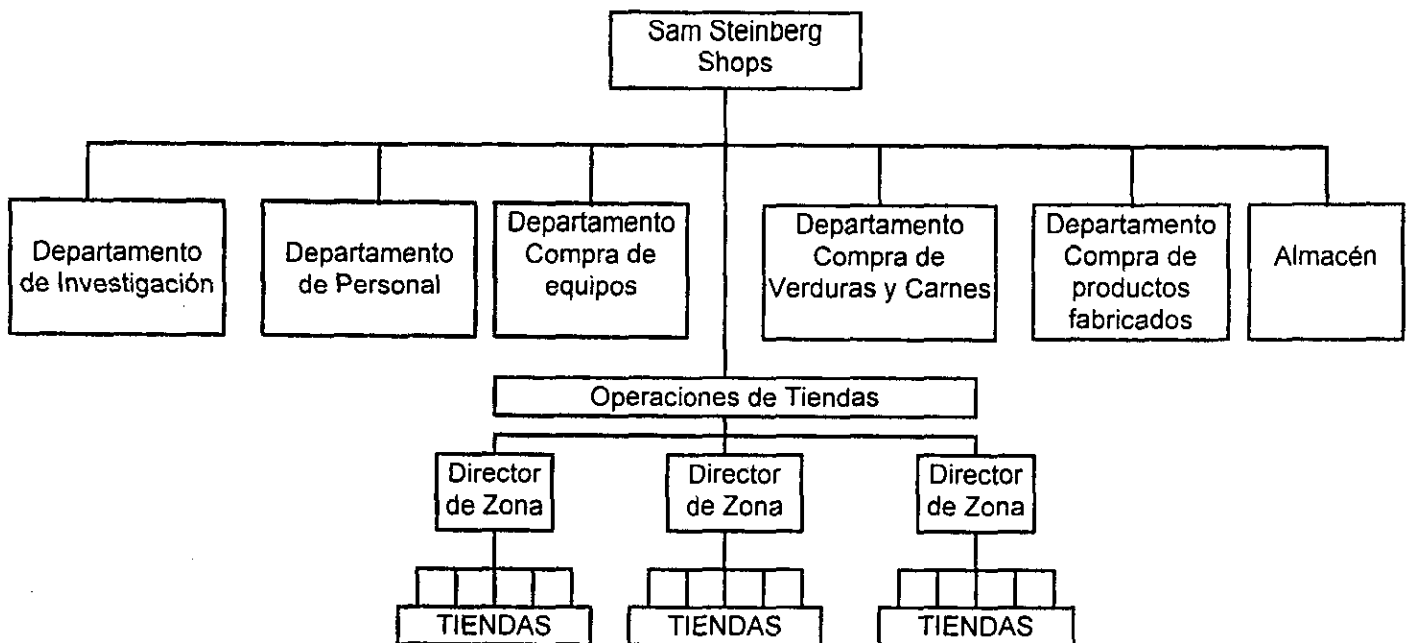 Sam Steinberg
Shops
Departamento
de Investigación
Departamento
de Personal
Departamento
Compra de
equipos
Departamento
Compra de
Verduras y Carnes
Departamento
Compra de
productos
fabricados
Almacén
Operaciones de Tiendas
Director
de Zona
Director
de Zona
Director
de Zona
TIENDAS
TIENDAS
TIENDAS